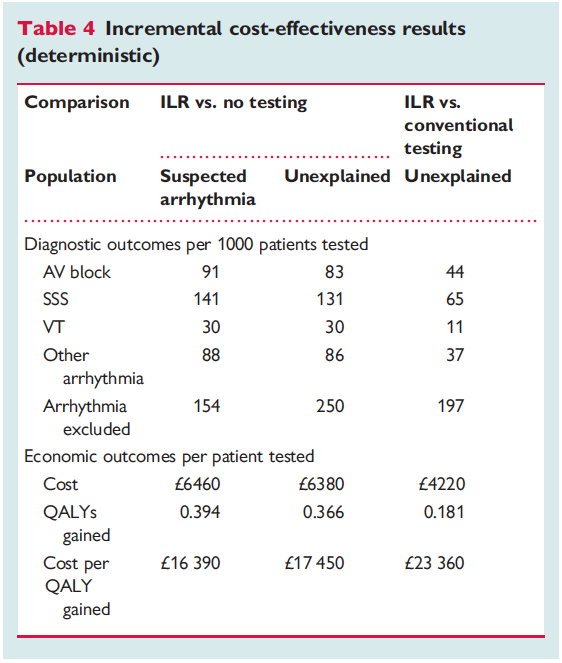 Table 4 Incremental cost-effectiveness results
(deterministic)
Comparison ILR vs. no testing ILR vs.
conventional
testing
Population Suspected Unexplained Unexplained
arrhythmia
Diagnostic outcomes per 1000 patients tested
AV block 91 83 44
SSS 141 131 65
VT 30 30 11
Other 88 86 37
arrhythmia
Arrhythmia 154 250 197
excluded
Economic outcomes per patient tested
Cost £6460 £6380 £4220
QALYs 0.394 0.366 0.181
gained
Cost per £16 390 £17 450 £23 360
QALY
gained